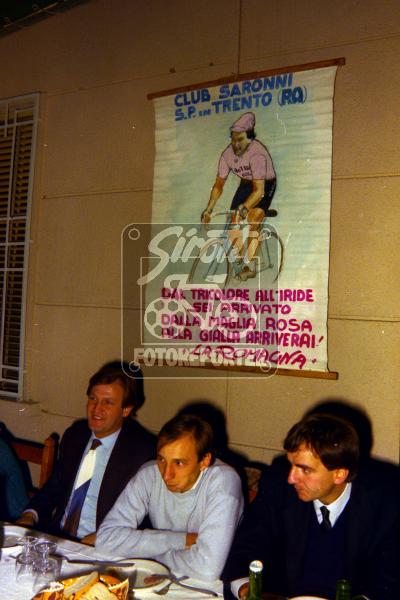 CLUB SARONNI
S.P. IN TRENTO (RA)
DAL TRICOLORE ALL'IRIDE
SEI ARRIVATO
DALLA MAGLIA ROSA
ALLA GIALLA ARRIVERAI!
LA ROMAGNA!
Sirotti
FOTOREPORTER